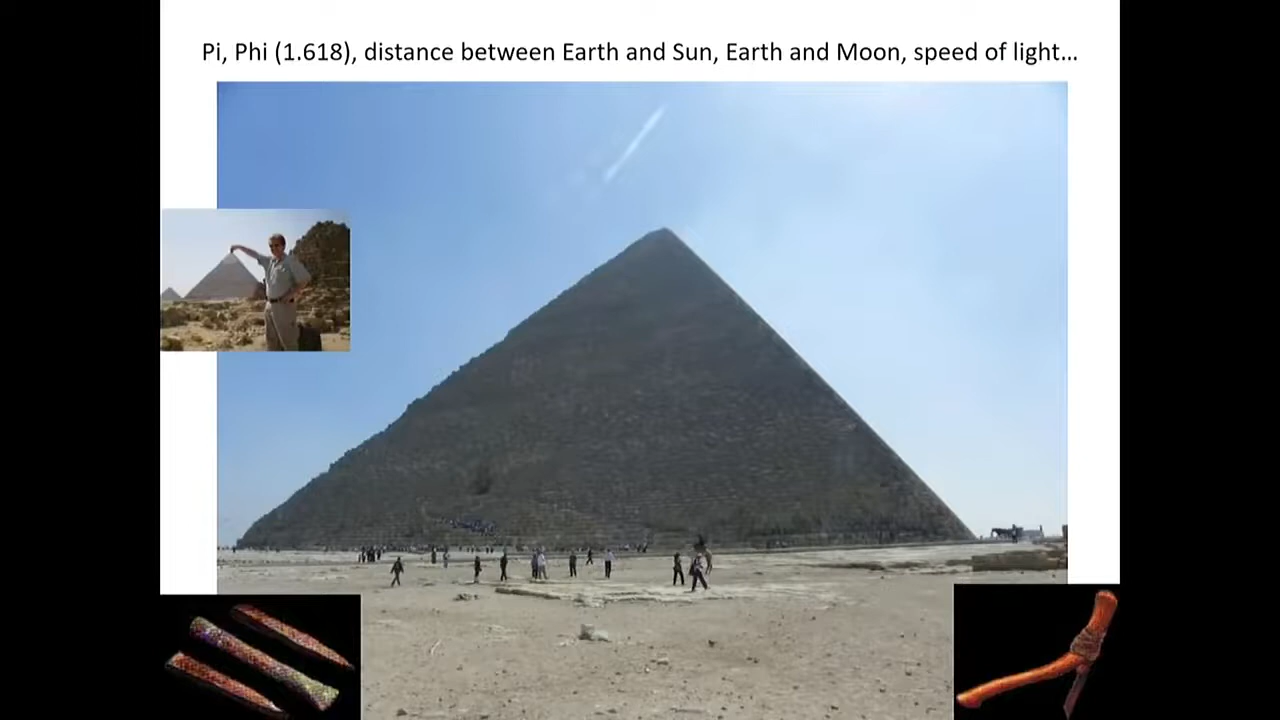 Pi, Phi (1.618), distance between Earth and Sun, Earth and Moon, speed of light…